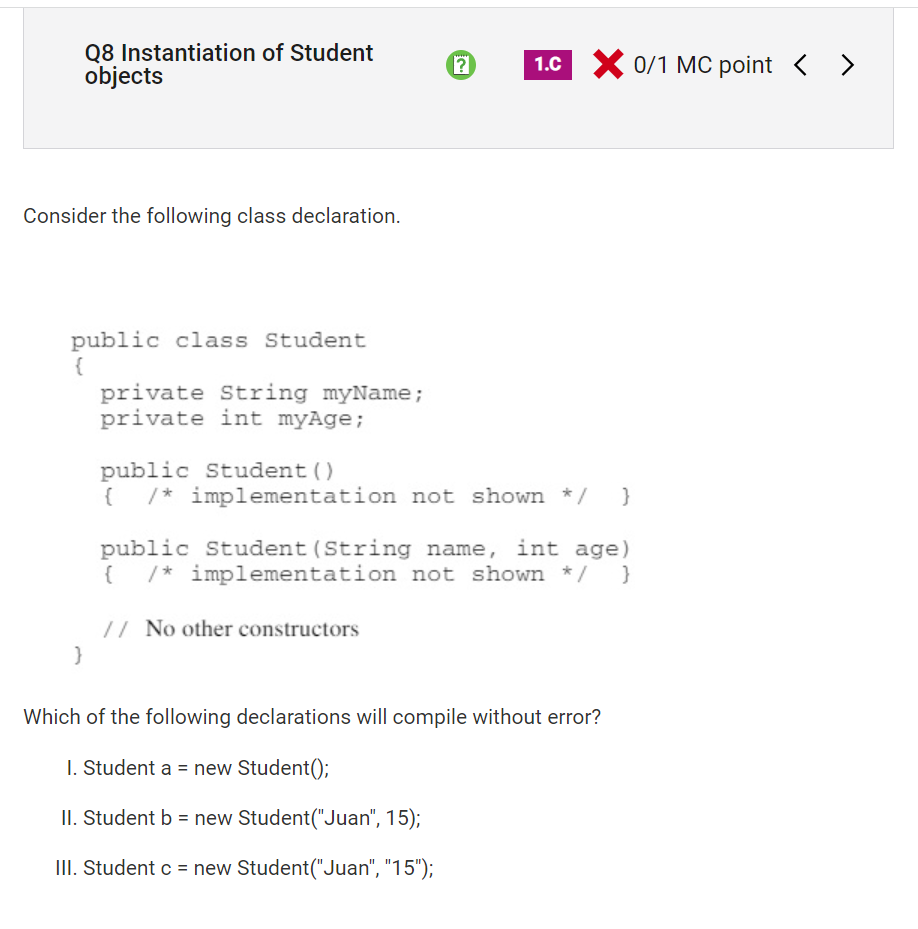 Q8 Instantiation of Student
objects
1.C
0/1 MC point
Consider the following class declaration.
public class Student
{
private String myName;
private int myAge;
public Student()
{ /* implementation not shown */ }
public Student(String name, int age)
{ /* implementation not shown */ }
// No other constructors
}
Which of the following declarations will compile without error?
I. Student a = new Student();
II. Student b = new Student("Juan", 15);
III. Student c = new Student("Juan", "15");